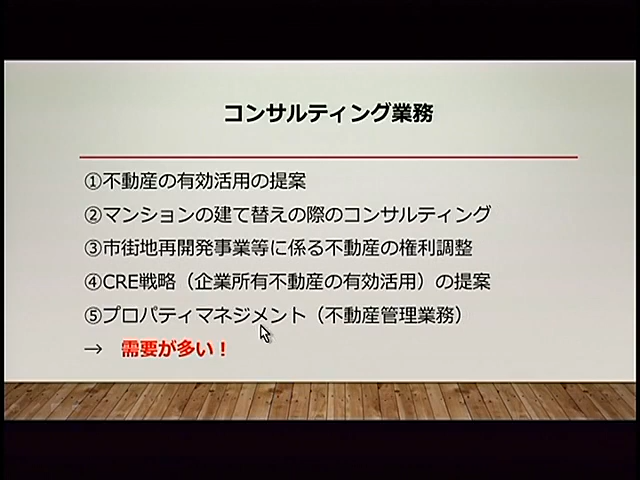 コンサルティング業務
①不動産の有効活用の提案
②マンションの建て替えの際のコンサルティング
③市街地再開発事業等に係る不動産の権利調整
④CRE戦略（企業所有不動産の有効活用）の提案
⑤プロパティマネジメント（不動産管理業務）
→　需要が多い！